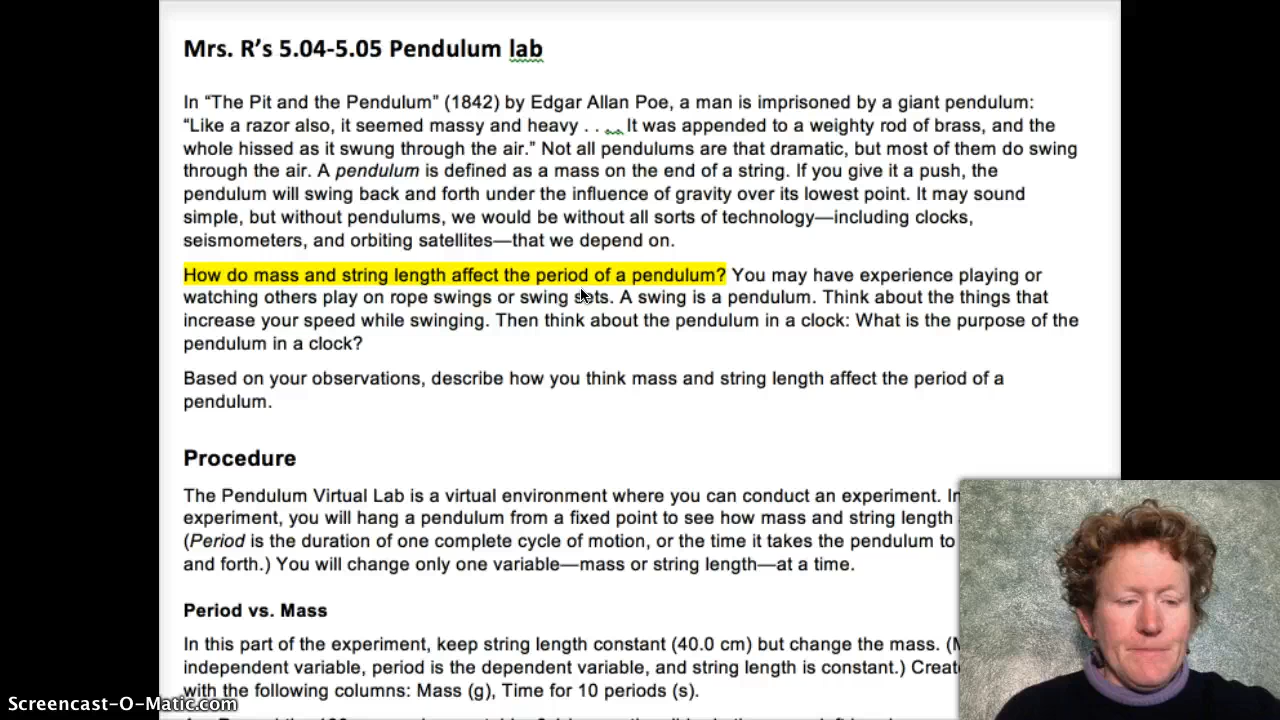 Mrs. R’s 5.04-5.05 Pendulum lab
In “The Pit and the Pendulum” (1842) by Edgar Allan Poe, a man is imprisoned by a giant pendulum:
“Like a razor also, it seemed massy and heavy . . . It was appended to a weighty rod of brass, and the
whole hissed as it swung through the air.” Not all pendulums are that dramatic, but most of them do swing
through the air. A pendulum is defined as a mass on the end of a string. If you give it a push, the
pendulum will swing back and forth under the influence of gravity over its lowest point. It may sound
simple, but without pendulums, we would be without all sorts of technology—including clocks,
seismometers, and orbiting satellites—that we depend on.
How do mass and string length affect the period of a pendulum? You may have experience playing or
watching others play on rope swings or swing sets. A swing is a pendulum. Think about the things that
increase your speed while swinging. Then think about the pendulum in a clock: What is the purpose of the
pendulum in a clock?
Based on your observations, describe how you think mass and string length affect the period of a
pendulum.
Procedure
The Pendulum Virtual Lab is a virtual environment where you can conduct an experiment.
experiment, you will hang a pendulum from a fixed point to see how mass and string length
(Period is the duration of one complete cycle of motion, or the time it takes the pendulum to
and forth.) You will change only one variable—mass or string length—at a time.
Period vs. Mass
In this part of the experiment, keep string length constant (40.0 cm) but change the mass.
independent variable, period is the dependent variable, and string length is constant.)
with the following columns: Mass (g), Time for 10 periods (s).
Screencast-O-Matic.com